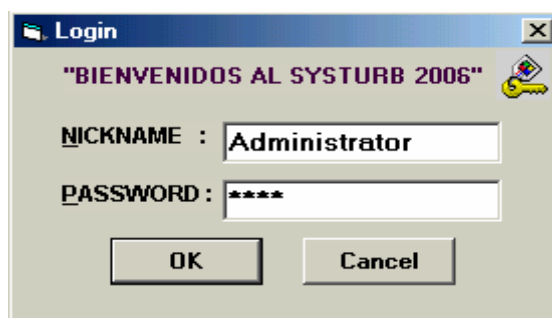 Login
"BIENVENIDOS AL SYSTURB 2006"
NICKNAME : Administrator
PASSWORD : ****
OK Cancel